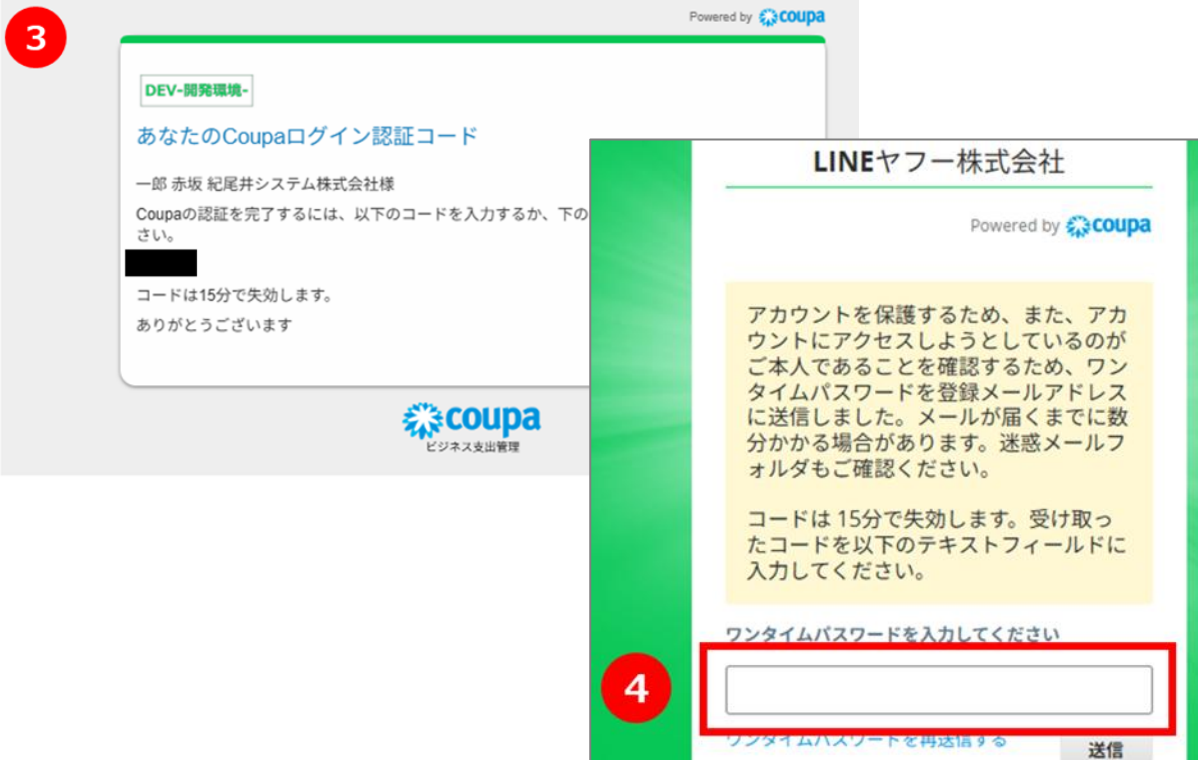 3
Powered by coupa
DEV-開発環境-
あなたのCoupaログイン認証コード
一郎 赤坂 紀尾井システム株式会社様
Coupaの認証を完了するには、以下のコードを入力するか、下の
さい。
コードは15分で失効します。
ありがとうございます
coupa
ビジネス支出管理
LINEヤフー株式会社
Powered by coupa
アカウントを保護するため、また、アカ
ウントにアクセスしようとしているのが
ご本人であることを確認するため、ワン
タイムパスワードを登録メールアドレス
に送信しました。メールが届くまでに数
分かかる場合があります。迷惑メールフ
ォルダもご確認ください。
コードは 15分で失効します。受け取っ
たコードを以下のテキストフィールドに
入力してください。
ワンタイムパスワードを入力してください
4
ワンタイムパスワードを再送信する
送信